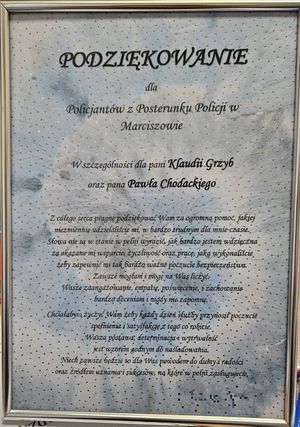 PODZIĘKOWANIE
dla
Policjantów z Posterunku Policji w
Marciszowie
W szczególności dla pani Klaudii Grzyb
oraz pana Pawła Chodackiego
Z całego serca pragnę podziękować Wam za ogromną pomoc, jakiej
niezmiennie udzieliliście mi, w bardzo trudnym dla mnie czasie.
Słowa nie są w stanie w pełni wyrazić, jak bardzo jestem wdzięczna
za okazane mi wsparcie, życzliwość oraz pracę, jaką wykonaliście
żeby zapewnić mi tak bardzo ważne poczucie bezpieczeństwa.
Zawsze mogłam i mogę na Was liczyć.
Wasze zaangażowanie, empatię, poświęcenie, i zachowanie
bardzo doceniam i nigdy nie zapomnę.
Chciałabym życzyć Wam żeby każdy dzień służby przynosił poczucie
spełnienia i satysfakcję z tego co robicie.
Wasza postawa, determinacja i wytrwałość
jest wzorem godnym do naśladowania.
Niech zawsze będzie to dla Was powodem do dumy i radości
oraz źródłem uznania i sukcesów, na które w pełni zasługujecie.